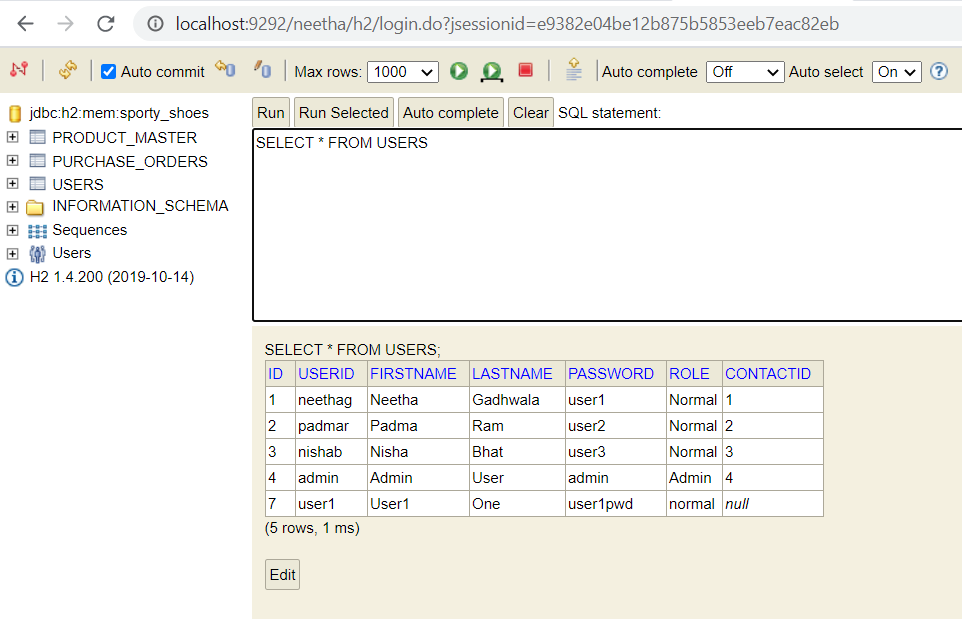 localhost:9292/neetha/h2/login.do?jsessionid=e9382e04be12b875b5853eeb7eac82eb
Auto commit Max rows: 1000 Auto complete Off Auto select On ?
jdbc:h2:mem:sporty_shoes
PRODUCT_MASTER
PURCHASE_ORDERS
USERS
INFORMATION_SCHEMA
Sequences
Users
H2 1.4.200 (2019-10-14)
Run Run Selected Auto complete Clear SQL statement:
SELECT * FROM USERS
SELECT * FROM USERS;
ID USERID FIRSTNAME LASTNAME PASSWORD ROLE CONTACTID
1 neethag Neetha Gadhwala user1 Normal 1
2 padmar Padma Ram user2 Normal 2
3 nishab Nisha Bhat user3 Normal 3
4 admin Admin User admin Admin 4
7 user1 User1 One user1pwd normal null
(5 rows, 1 ms)
Edit